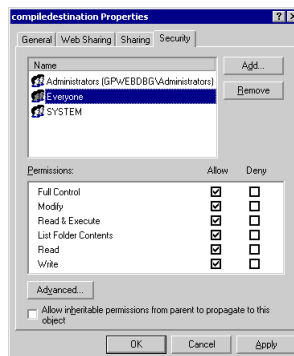 compiledestination Properties
General Web Sharing Sharing Security
Name
Add...
Administrators (GPWEBDBG\Administrators)
Everyone
Remove
SYSTEM
Permissions: Allow Deny
Full Control
Modify
Read & Execute
List Folder Contents
Read
Write
Advanced...
Allow inheritable permissions from parent to propagate to this
object
OK Cancel Apply